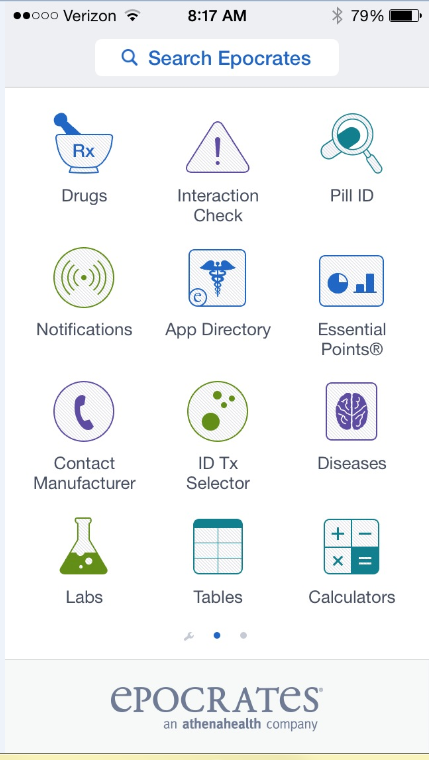 Verizon 8:17 AM 79%
Search Epocrates
Rx
Drugs
Interaction
Check
Pill ID
Notifications
e
App Directory
Essential
Points®
Contact
Manufacturer
ID Tx
Selector
Diseases
Labs
Tables
Calculators
epocrates®
an athenahealth company